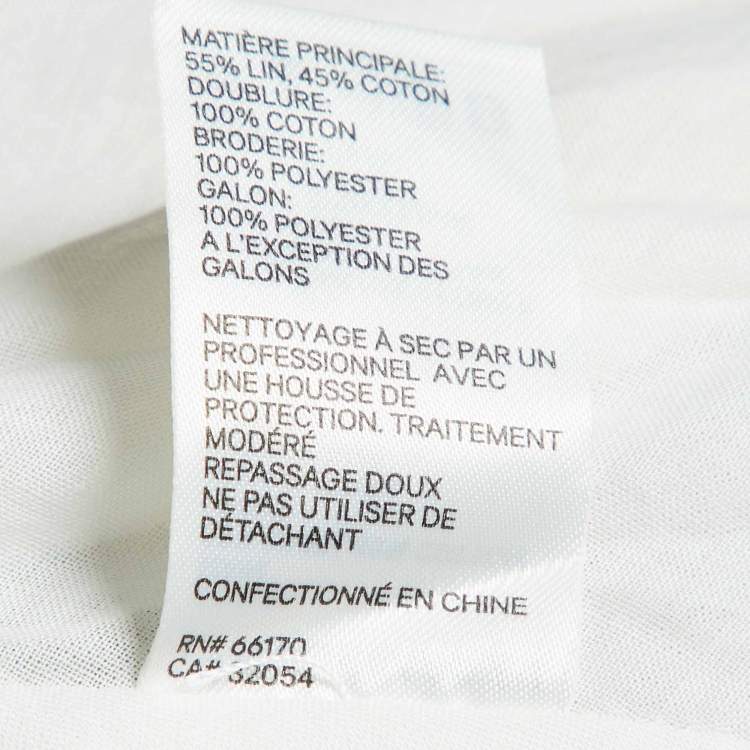 MATIÈRE PRINCIPALE:
55% LIN, 45% COTON
DOUBLURE:
100% COTON
BRODERIE:
100% POLYESTER
GALON:
100% POLYESTER
A L'EXCEPTION DES
GALONS
NETTOYAGE À SEC PAR UN
PROFESSIONNEL AVEC
UNE HOUSSE DE
PROTECTION. TRAITEMENT
MODÉRÉ
REPASSAGE DOUX
NE PAS UTILISER DE
DÉTACHANT
CONFECTIONNÉ EN CHINE
RN# 66170
CA# 32054